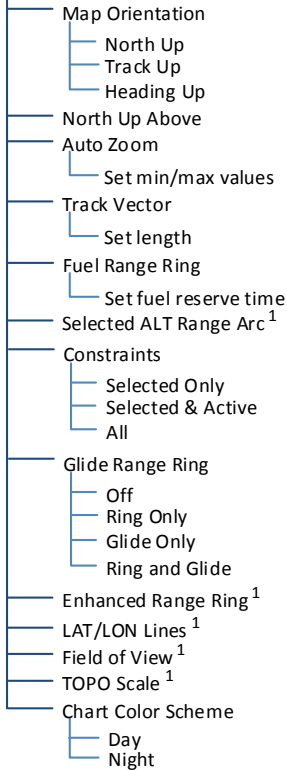 Map Orientation
North Up
Track Up
Heading Up
North Up Above
Auto Zoom
Set min/max values
Track Vector
Set length
Fuel Range Ring
Set fuel reserve time
Selected ALT Range Arc 1
Constraints
Selected Only
Selected & Active
All
Glide Range Ring
Off
Ring Only
Glide Only
Ring and Glide
Enhanced Range Ring 1
LAT/LON Lines 1
Field of View 1
TOPO Scale 1
Chart Color Scheme
Day
Night